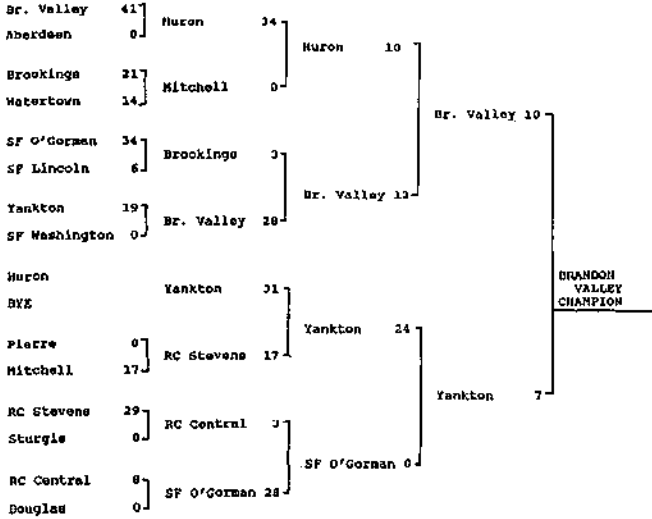 Br. Valley 41
Aberdeen 0
Brookings 21
Watertown 14
SF O'Gorman 34
SF Lincoln 6
Yankton 19
SF Washington 0
Huron
BYE
Pierre 0
Mitchell 17
RC Stevens 29
Sturgis 0
RC Central 8
Douglas 0
Huron 34
Mitchell 0
Brookings 3
Br. Valley 28
Yankton 31
RC Stevens 17
RC Central 3
SF O'Gorman 28
Huron 10
Br. Valley
Yankton 24
SF O'Gorman 0
Br. Valley 10
Yankton 7
BRANDON
VALLEY
CHAMPION